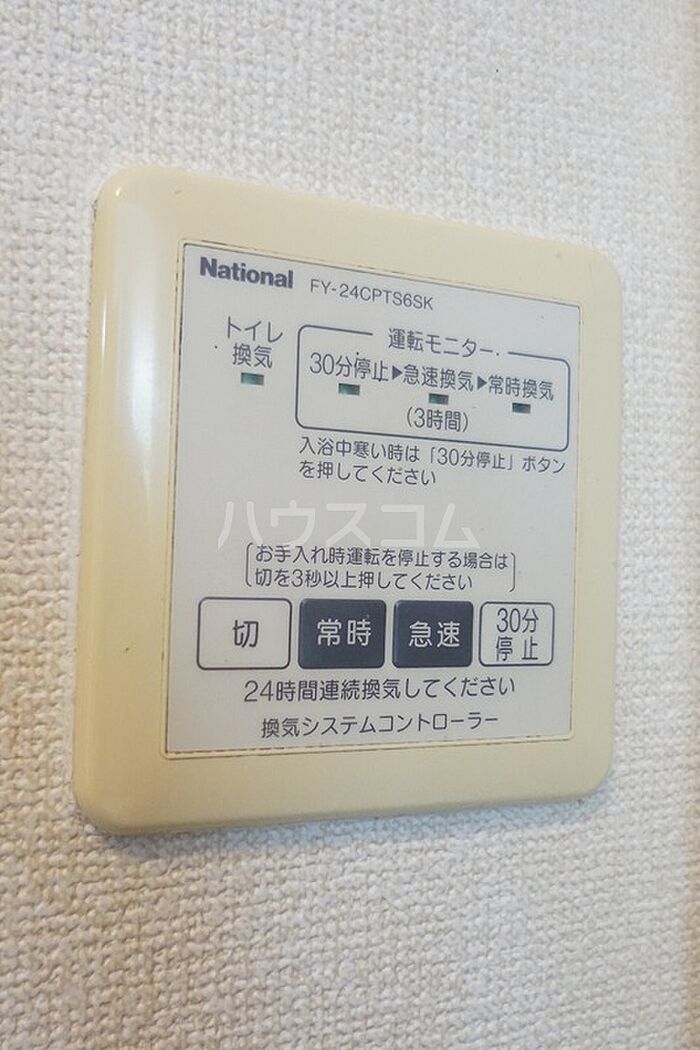 National FY-24CPTS6SK
トイレ
換気
運転モニター
30分停止▶急速換気▶常時換気
(3時間)
入浴中寒い時は「30分停止」ボタン
を押してください
ハウスコム
お手入れ時運転を停止する場合は
切を3秒以上押してください
切
常時
急速
30分
停止
24時間連続換気してください
換気システムコントローラー